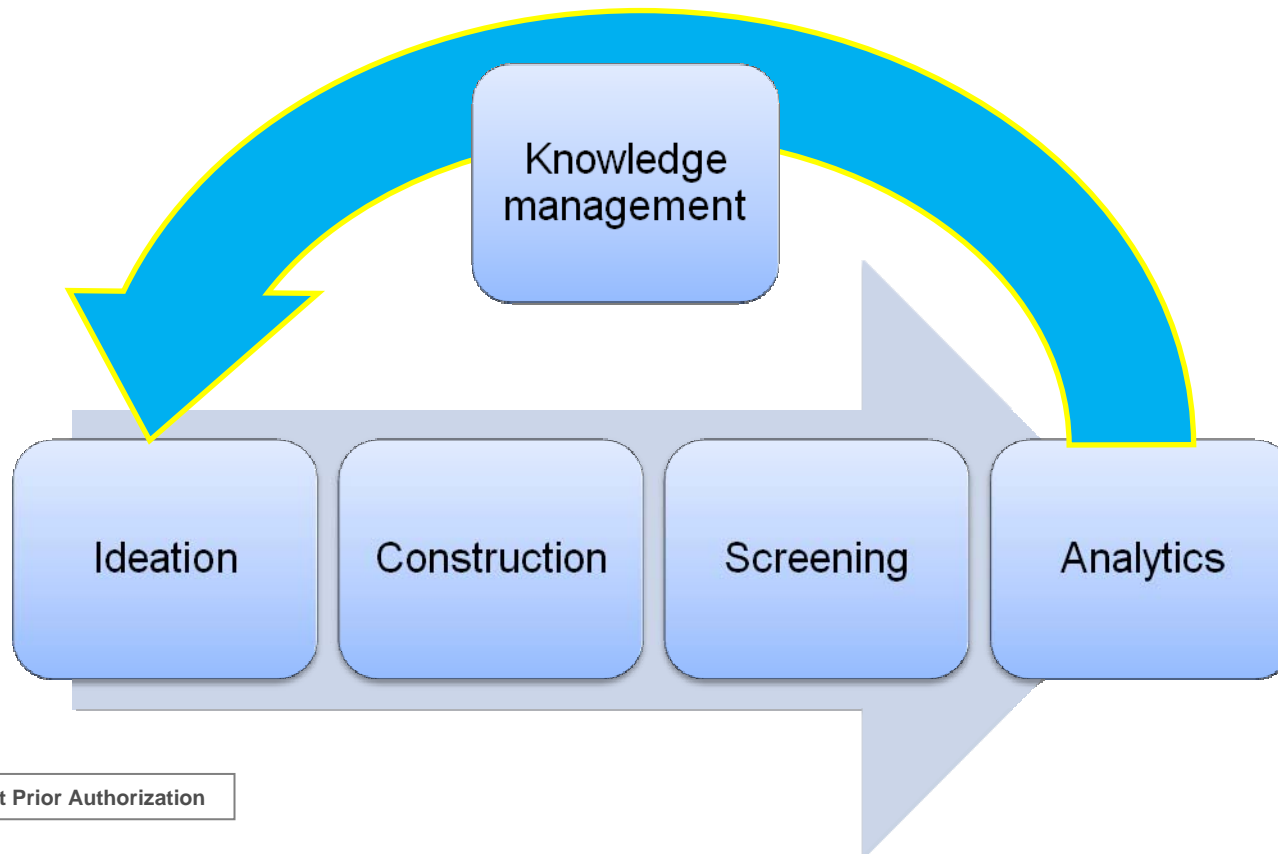 Knowledge
management
Ideation
Construction
Screening
Analytics
t Prior Authorization